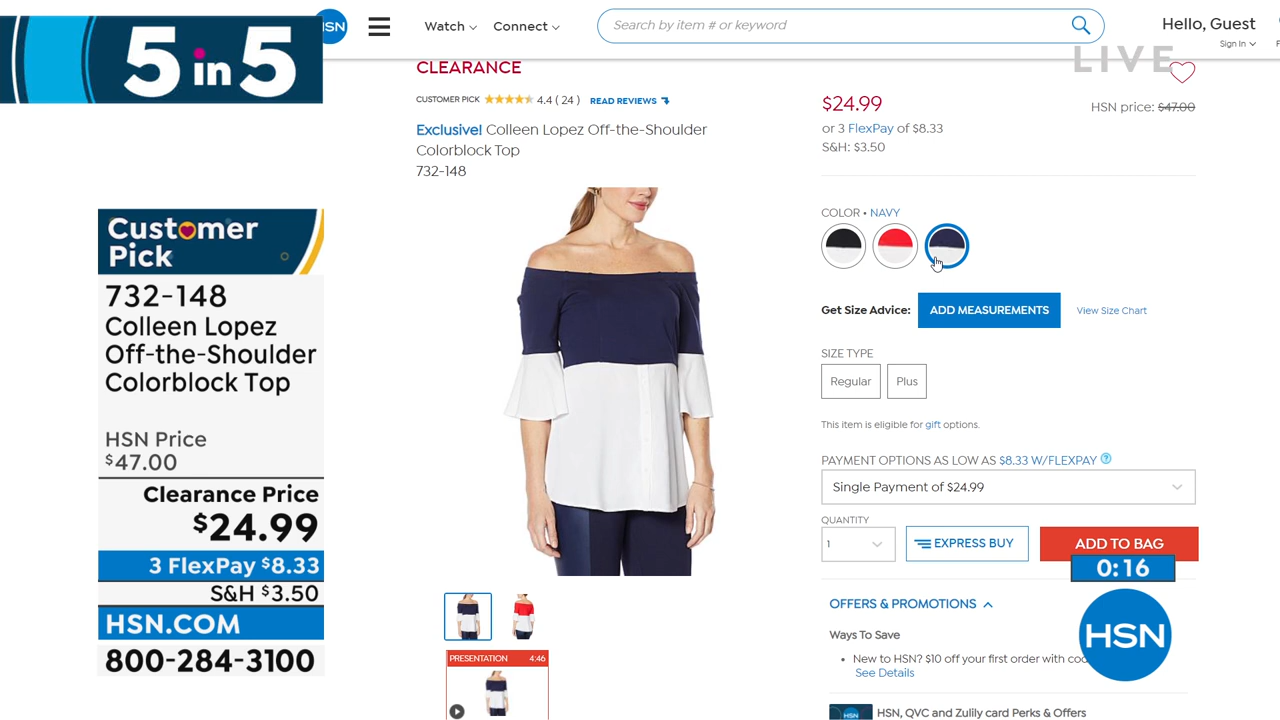 5 in 5
HSN
Watch
Connect
Search by item # or keyword
Hello, Guest
Sign In
LIVE
CLEARANCE
CUSTOMER PICK 4.4 ( 24 ) READ REVIEWS
Exclusive! Colleen Lopez Off-the-Shoulder
Colorblock Top
732-148
$24.99
HSN price: $47.00
or 3 FlexPay of $8.33
S&H: $3.50
COLOR • NAVY
Get Size Advice: ADD MEASUREMENTS View Size Chart
SIZE TYPE
Regular Plus
This item is eligible for gift options.
PAYMENT OPTIONS AS LOW AS $8.33 W/FLEXPAY ?
Single Payment of $24.99
QUANTITY
1 EXPRESS BUY ADD TO BAG
0:16
OFFERS & PROMOTIONS
Ways To Save
• New to HSN? $10 off your first order with
See Details
HSN
HSN HSN, QVC and Zulily card Perks & Offers
PRESENTATION 4:46
Customer
Pick
732-148
Colleen Lopez
Off-the-Shoulder
Colorblock Top
HSN Price
$47.00
Clearance Price
$24.99
3 FlexPay $8.33
S&H $3.50
HSN.COM
800-284-3100